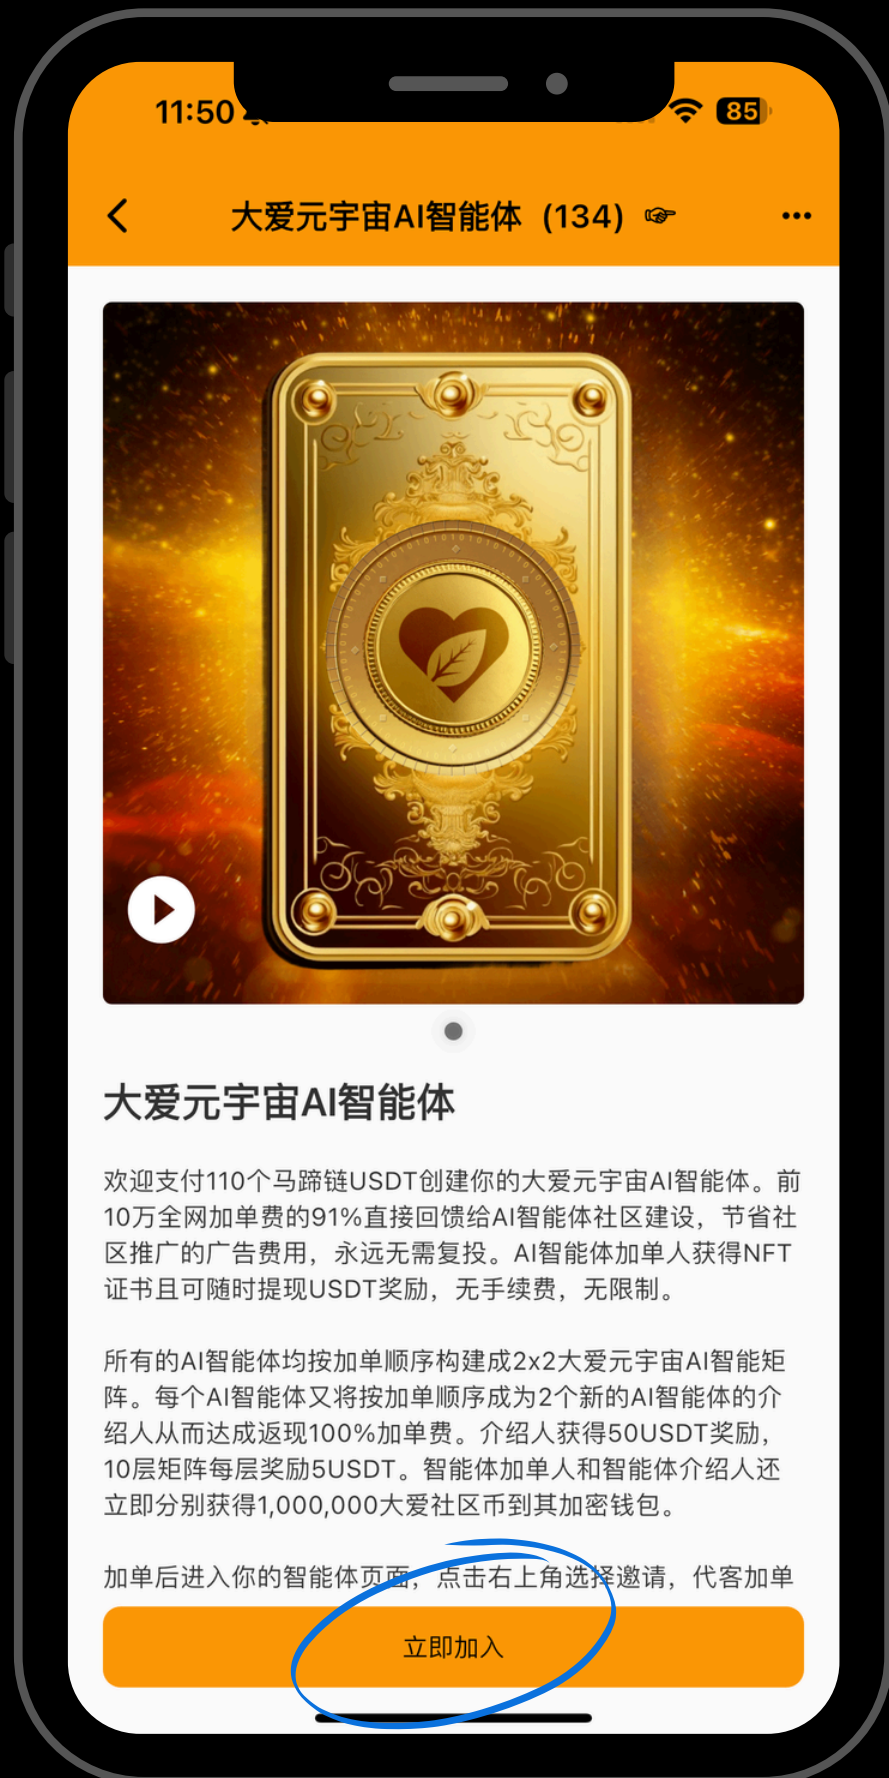 11:50
85
大爱元宇宙AI智能体（134）
大爱元宇宙AI智能体
欢迎支付110个马蹄链USDT创建你的大爱元宇宙AI智能体。前
10万全网加单费的91%直接回馈给AI智能体社区建设，节省社
区推广的广告费用，永远无需复投。AI智能体加单人获得NFT
证书且可随时提现USDT奖励，无手续费，无限制。
所有的AI智能体均按加单顺序构建成2x2大爱元宇宙AI智能矩
阵。每个AI智能体又将按加单顺序成为2个新的AI智能体的介
绍人从而达成返现100%加单费。介绍人获得50USDT奖励，
10层矩阵每层奖励5USDT。智能体加单人和智能体介绍人还
立即分别获得1,000,000大爱社区币到其加密钱包。
加单后进入你的智能体页面，点击右上角选择邀请，代客加单
立即加入